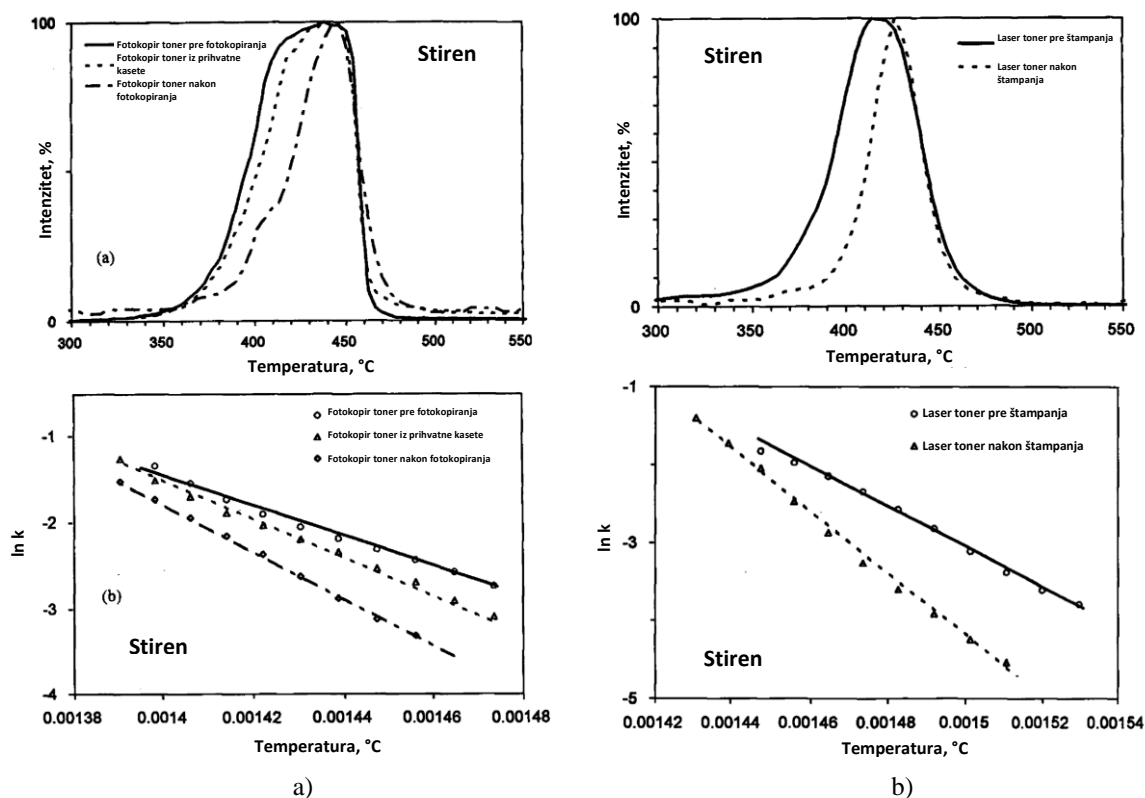 100
Fotokopir toner pre fotokopiranja
Fotokopir toner iz prihvatne
kasete
Fotokopir toner nakon
fotokopiranja
Stiren
Intenzitet, %
(a)
0
300 350 400 450 500 550
Temperatura, °C
100
Stiren
Laser toner pre štampanja
Laser toner nakon
štampanja
Intenzitet, %
0
300 350 400 450 500 550
Temperatura, °C
-1
-2
-3
-4
ln k
Fotokopir toner pre fotokopiranja
Fotokopir toner iz prihvatne kasete
Fotokopir toner nakon fotokopiranja
(b)
Stiren
0.00138 0.0014 0.00142 0.00144 0.00146 0.00148
Temperatura, °C
a)
-1
-3
-5
ln k
Laser toner pre štampanja
Laser toner nakon štampanja
Stiren
0.00142 0.00144 0.00146 0.00148 0.0015 0.00152 0.00154
Temperatura, °C
b)